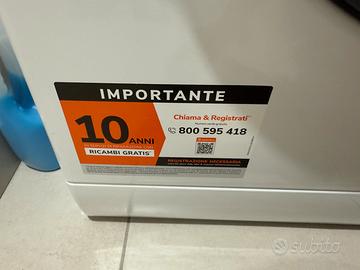 IMPORTANTE
10 ANNI
RICAMBI GRATIS*
Chiama & Registrati*
800 595 418
REGISTRAZIONE NECESSARIA
subito